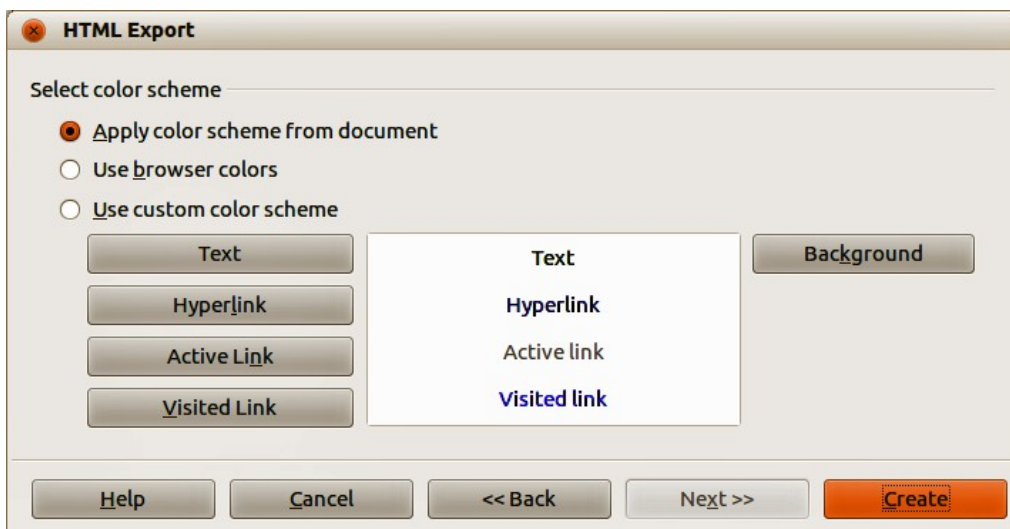 HTML Export
Select color scheme
Apply color scheme from document
Use browser colors
Use custom color scheme
Text
Text
Background
Hyperlink
Hyperlink
Active Link
Active link
Visited Link
Visited link
Help
Cancel
<< Back
Next >>
Create